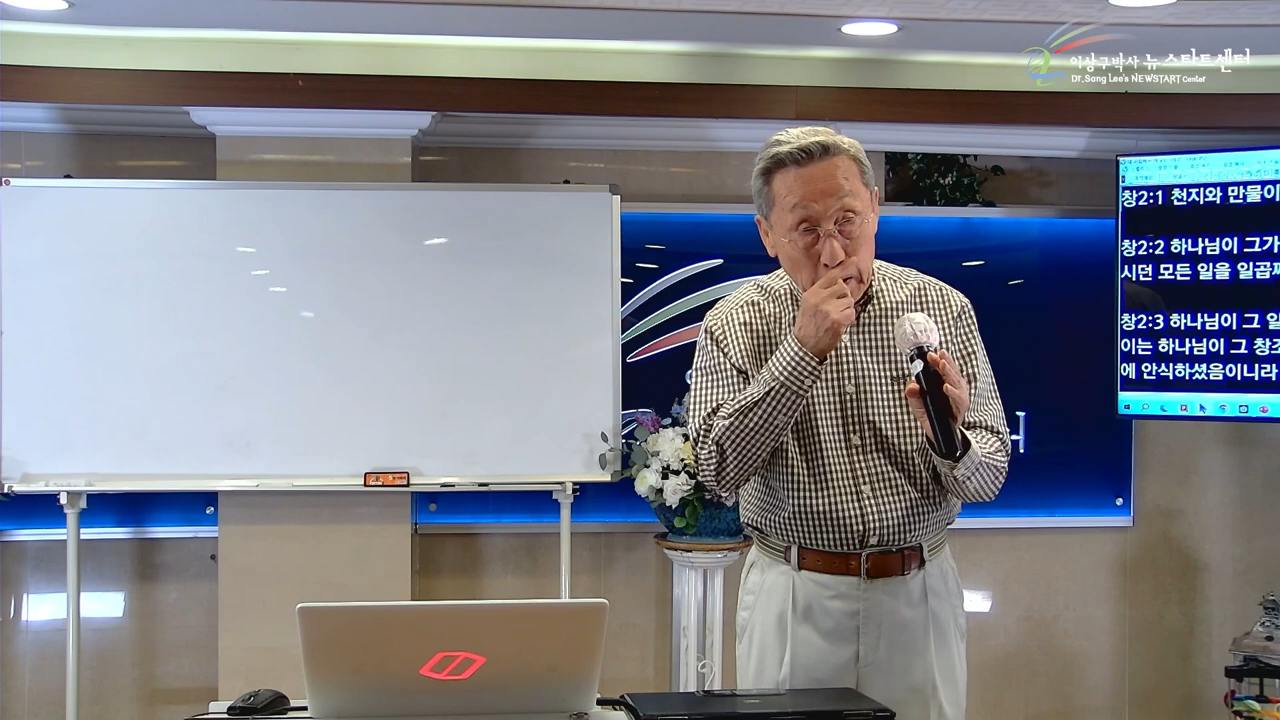 이상구박사 뉴스타트센터
Dr. Sang Lee's NEWSTART Center
창2:1 천지와 만물이
창2:2 하나님이 그가
시던 모든 일을 일곱째
창2:3 하나님이 그 일
이는 하나님이 그 창조
에 안식하셨음이니라